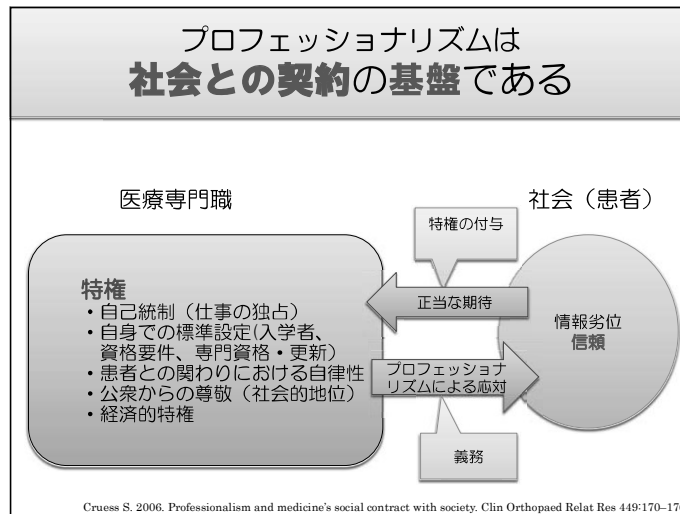 プロフェッショナリズムは
社会との契約の基盤である
医療専門職
社会（患者）
特権の付与
特権
・自己統制（仕事の独占）
・自身での標準設定(入学者、
資格要件、専門資格・更新）
・患者との関わりにおける自律性
・公衆からの尊敬（社会的地位）
・経済的特権
正当な期待
プロフェッショナ
リズムによる応対
義務
情報劣位
信頼
Cruess S. 2006. Professionalism and medicine's social contract with society. Clin Orthopaed Relat Res 449:170–17